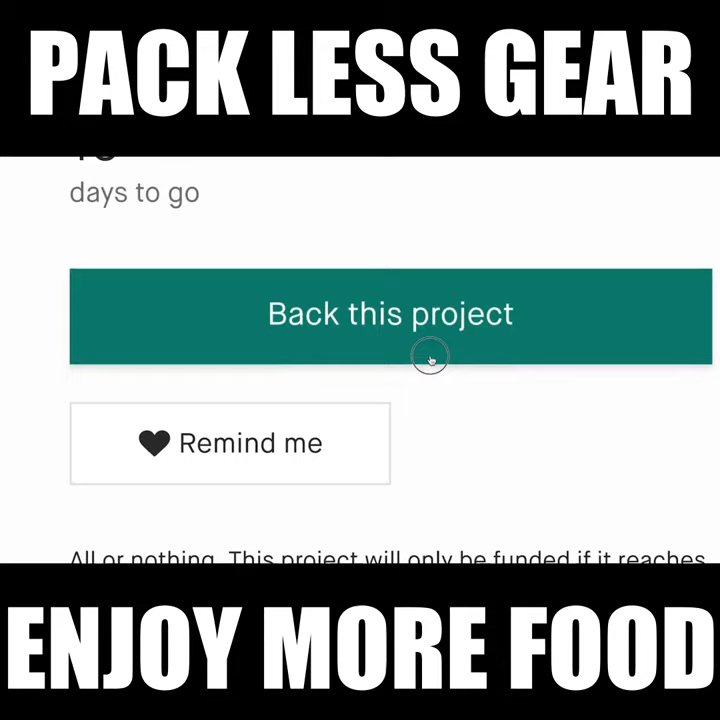 PACK LESS GEAR
days to go
Back this project
Remind me
All or nothing. This project will only be funded if it reaches
ENJOY MORE FOOD